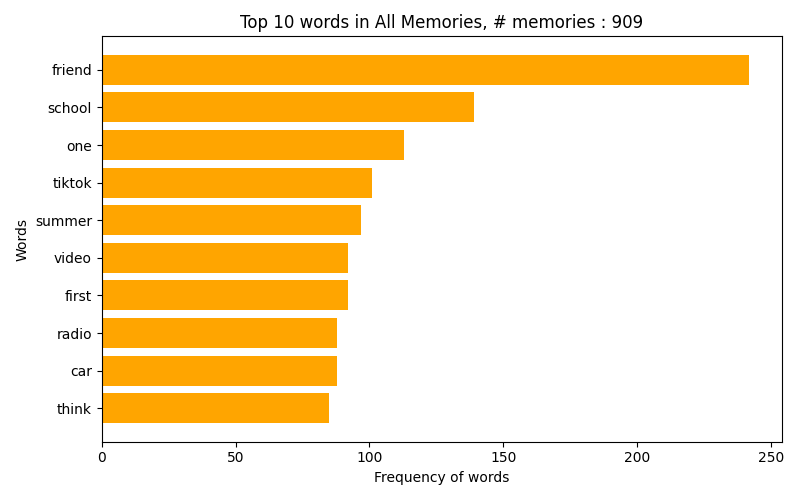 Top 10 words in All Memories, # memories : 909
friend
school
one
tiktok
summer
video
first
radio
car
think
Words
0 50 100 150 200 250
Frequency of words